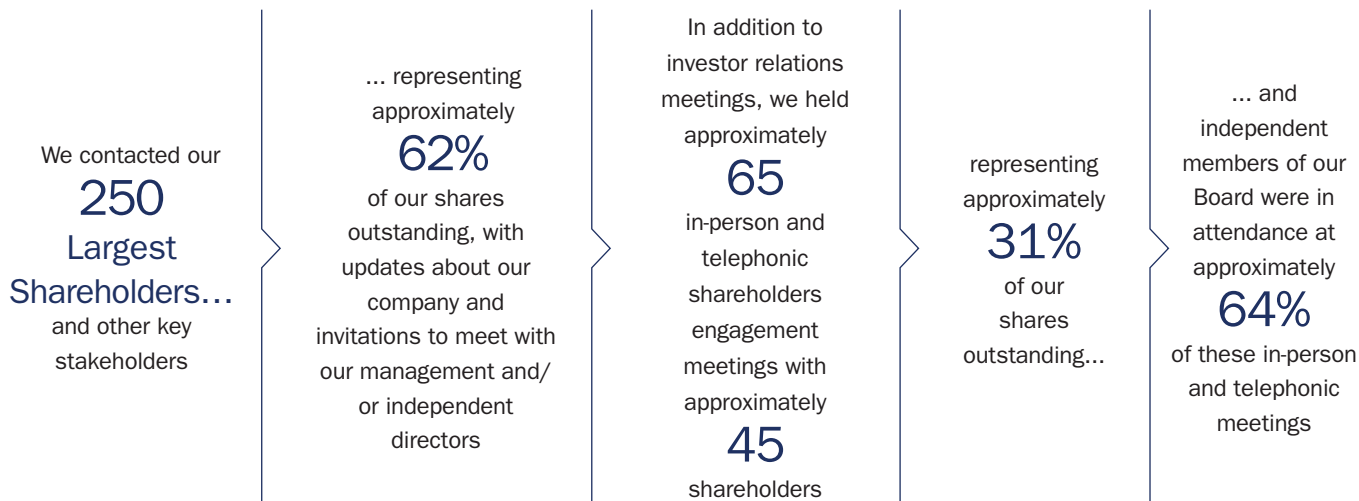 We contacted our
250
Largest
Shareholders...
and other key
stakeholders
... representing
approximately
62%
of our shares
outstanding, with
updates about our
company and
invitations to meet with
our management and/
or independent
directors
In addition to
investor relations
meetings, we held
approximately
65
in-person and
telephonic
shareholders
engagement
meetings with
approximately
45
shareholders
representing
approximately
31%
of our
shares
outstanding...
... and
independent
members of our
Board were in
attendance at
approximately
64%
of these in-person
and telephonic
meetings